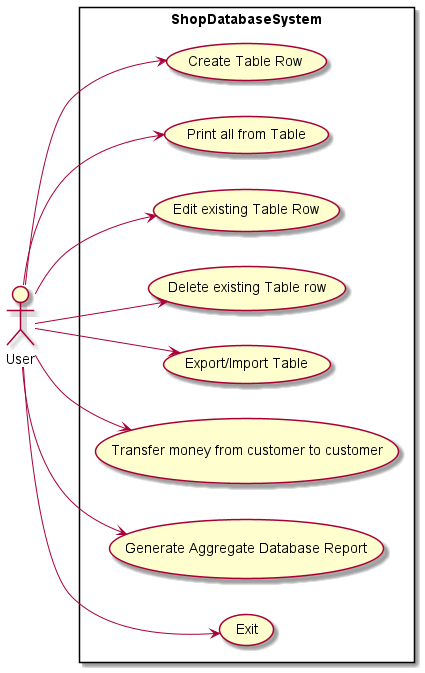 ShopDatabaseSystem
Create Table Row
Print all from Table
Edit existing Table Row
Delete existing Table row
User
Export/Import Table
Transfer money from customer to customer
Generate Aggregate Database Report
Exit